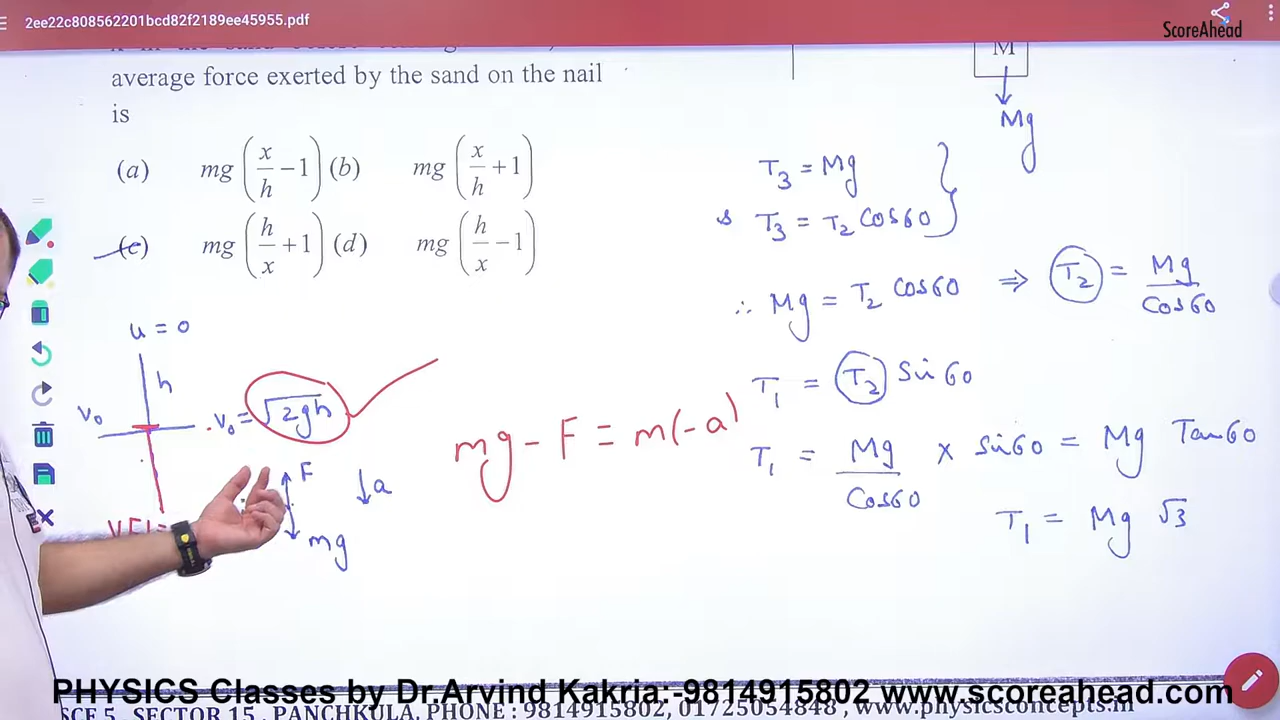 2ee22c808562201bcd82f2189ee45955.pdf
ScoreAhead
average force exerted by the sand on the nail
is
(a) mg (x/h − 1) (b) mg (x/h + 1)
(c) mg (h/x + 1) (d) mg (h/x − 1)
u = 0
h
v₀
v₀ = √2gh
F
↓a
mg
mg − F = m(−a)
M
Mg
T₃ = Mg
& T₃ = T₂ Cos60
∴ Mg = T₂ Cos60 ⇒ T₂ = Mg/Cos60
T₁ = T₂ Sin 60
T₁ = Mg/Cos60 × Sin60 = Mg Tan60
T₁ = Mg √3
PHYSICS Classes by Dr.Arvind Kakria:-9814915802 www.scoreahead.com
SCF 5, SECTOR 15, PANCHKULA, PHONE : 9814915802, 01725054848 , www.physicsconcepts.in